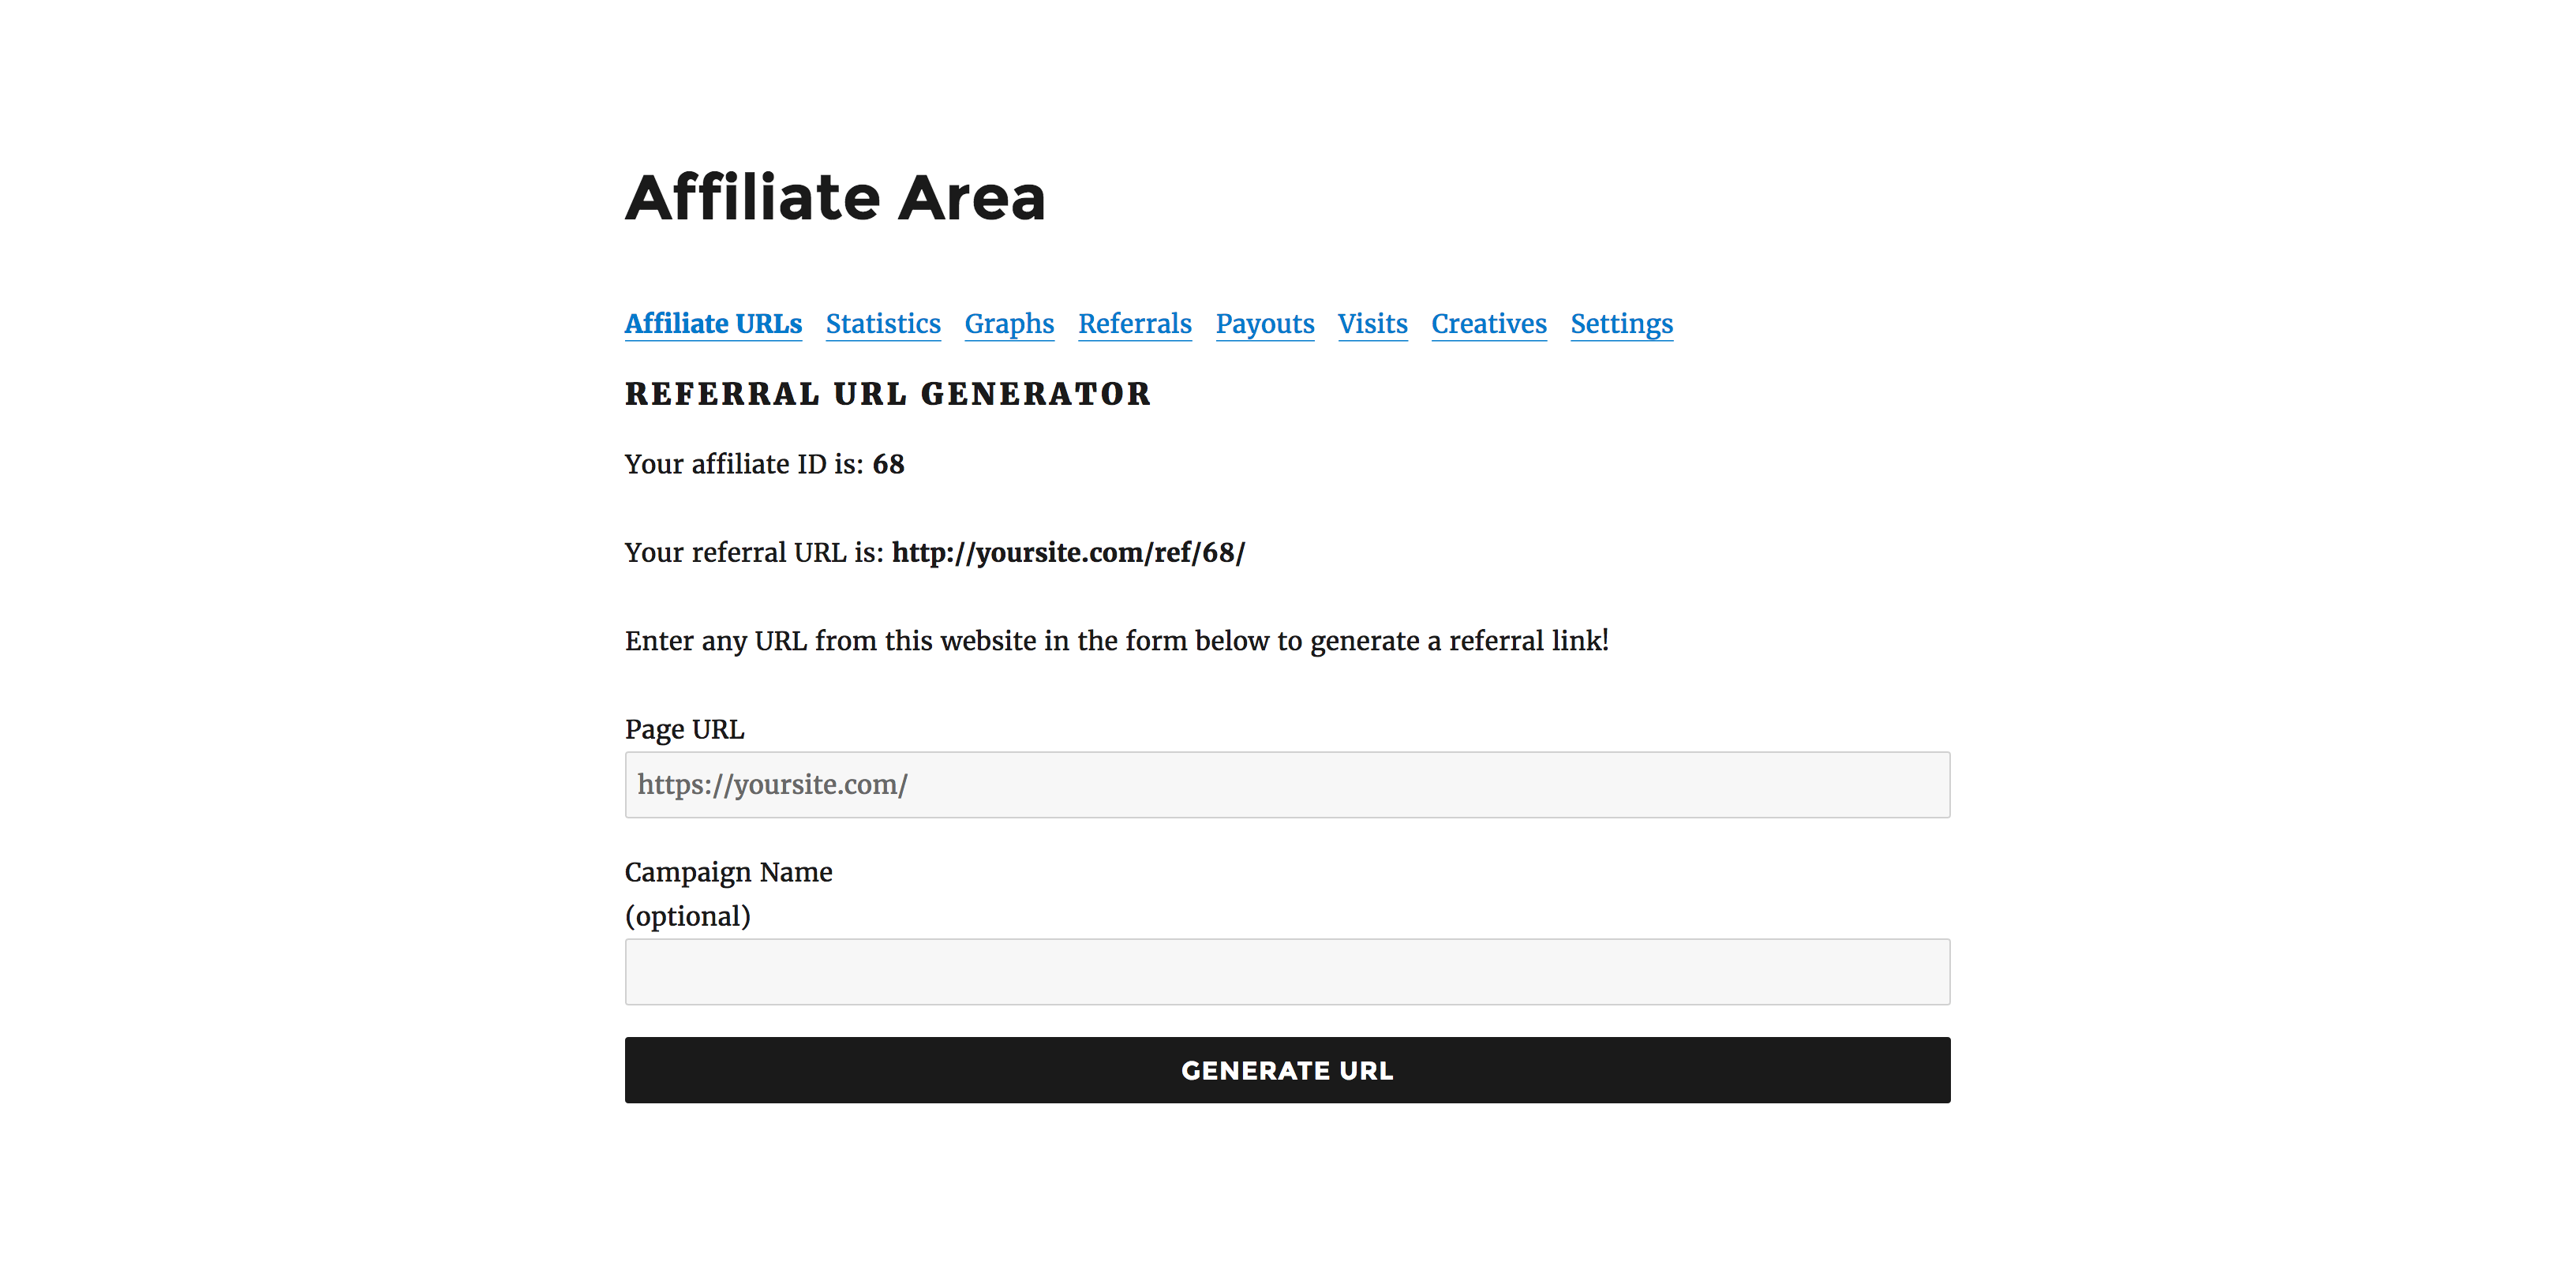 Affiliate Area
Affiliate URLs Statistics Graphs Referrals Payouts Visits Creatives Settings
REFERRAL URL GENERATOR
Your affiliate ID is: 68
Your referral URL is: http://yoursite.com/ref/68/
Enter any URL from this website in the form below to generate a referral link!
Page URL
https://yoursite.com/
Campaign Name
(optional)
GENERATE URL